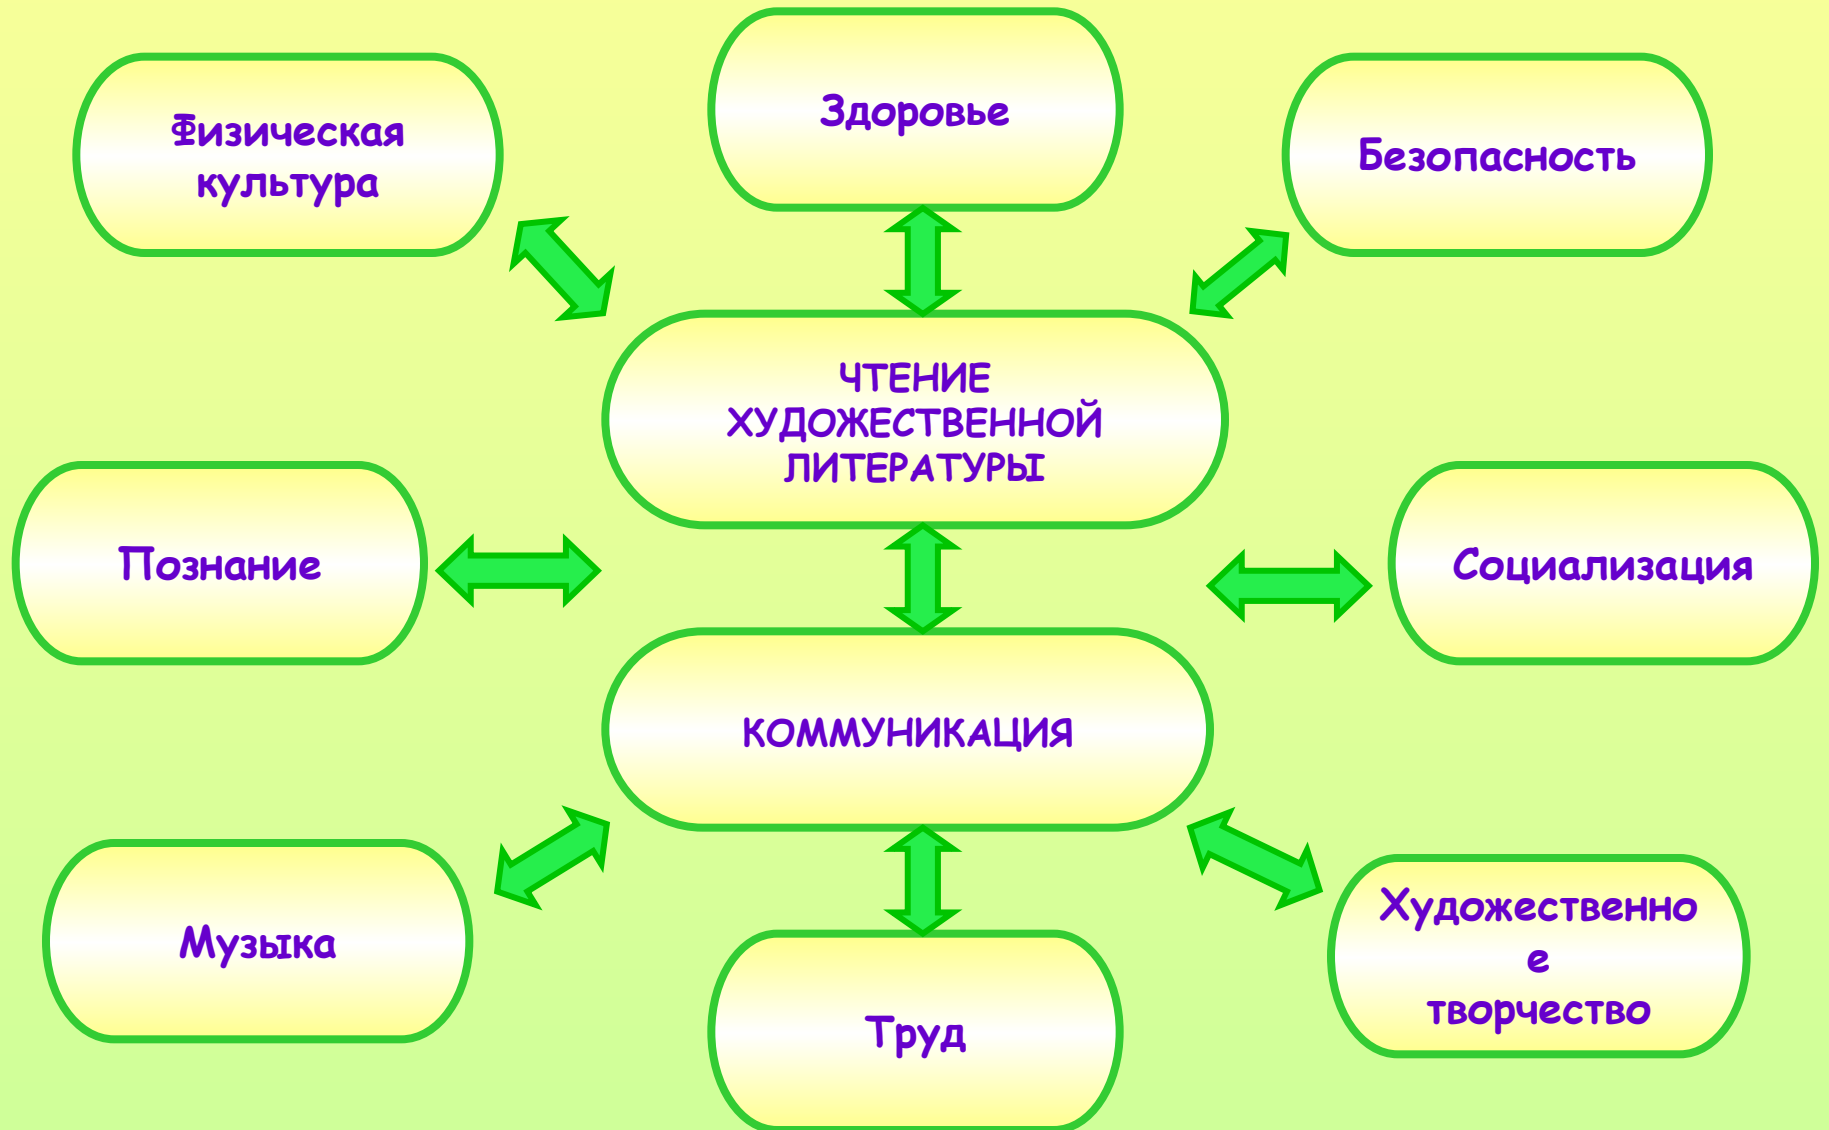 Здоровье
Физическая
культура
Безопасность
ЧТЕНИЕ
ХУДОЖЕСТВЕННОЙ
ЛИТЕРАТУРЫ
Познание
Социализация
КОММУНИКАЦИЯ
Музыка
Художественно
е
творчество
Труд